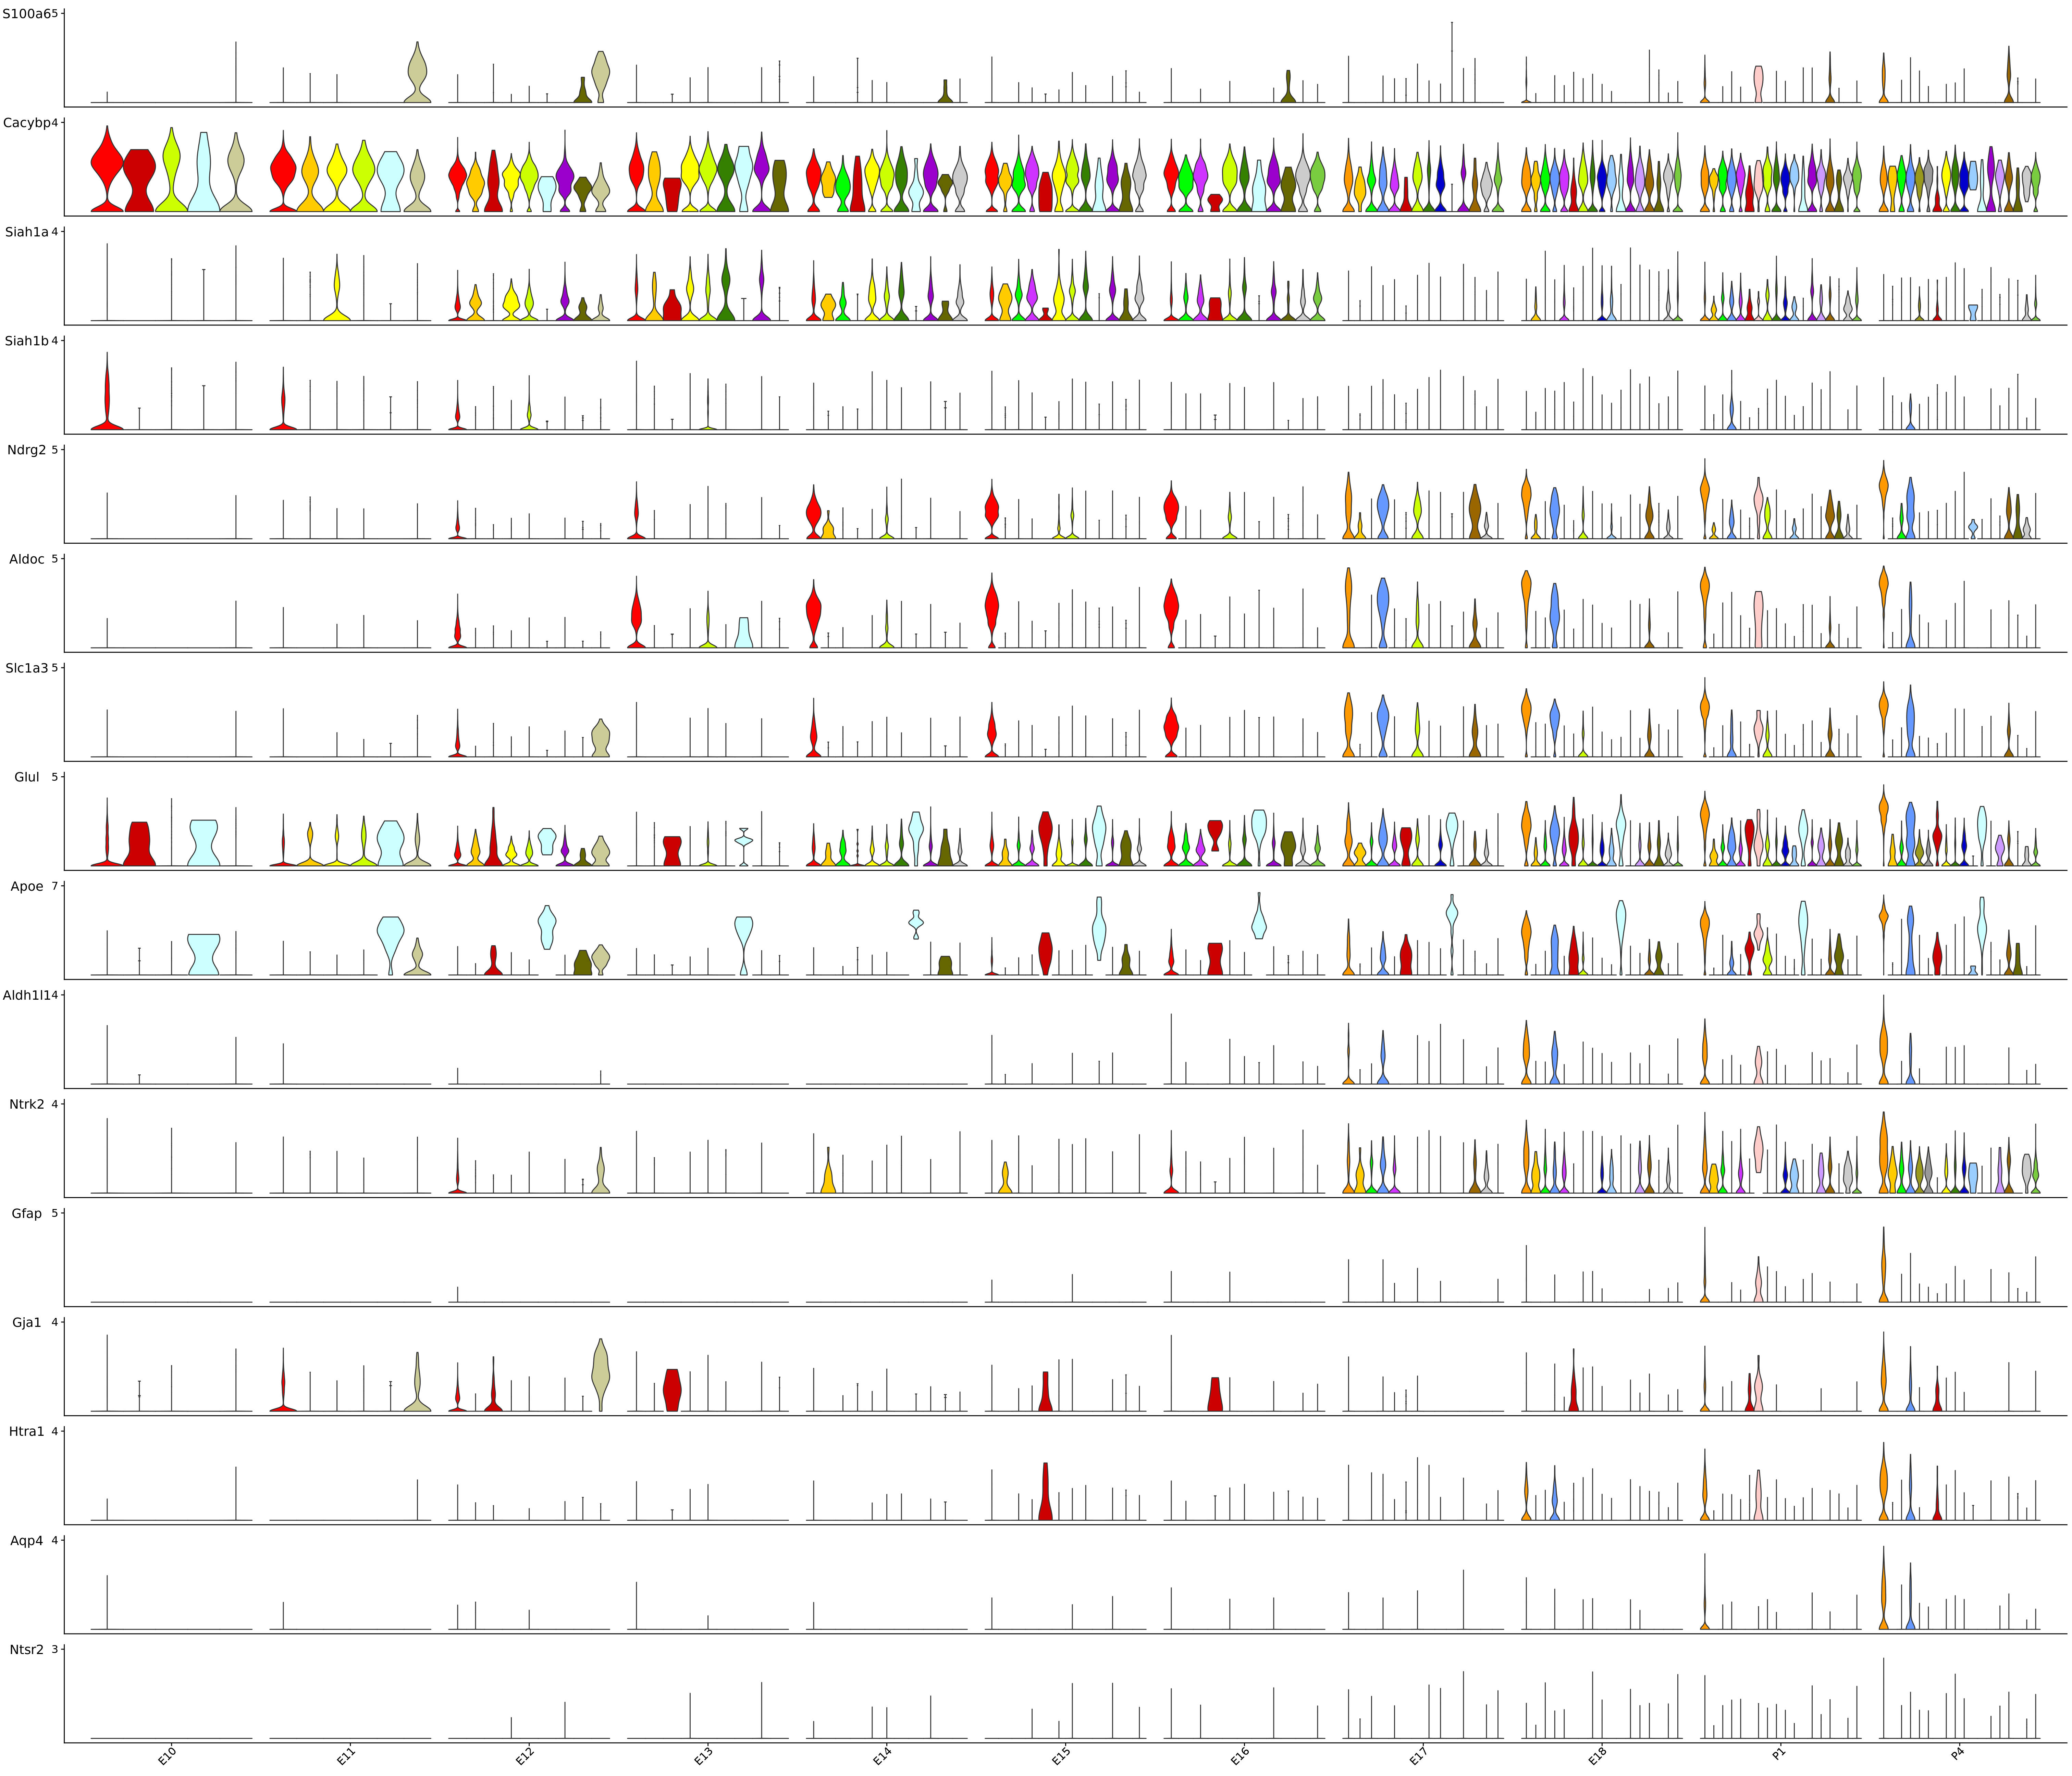 S100a6 5
Cacybp 4
Siah1a 4
Siah1b 4
Ndrg2 5
Aldoc 5
Slc1a3 5
Glul 5
Apoe 7
Aldh1l1 4
Ntrk2 4
Gfap 5
Gja1 4
Htra1 4
Aqp4 4
Ntsr2 3
E10 E11 E12 E13 E14 E15 E16 E17 E18 P1 P4